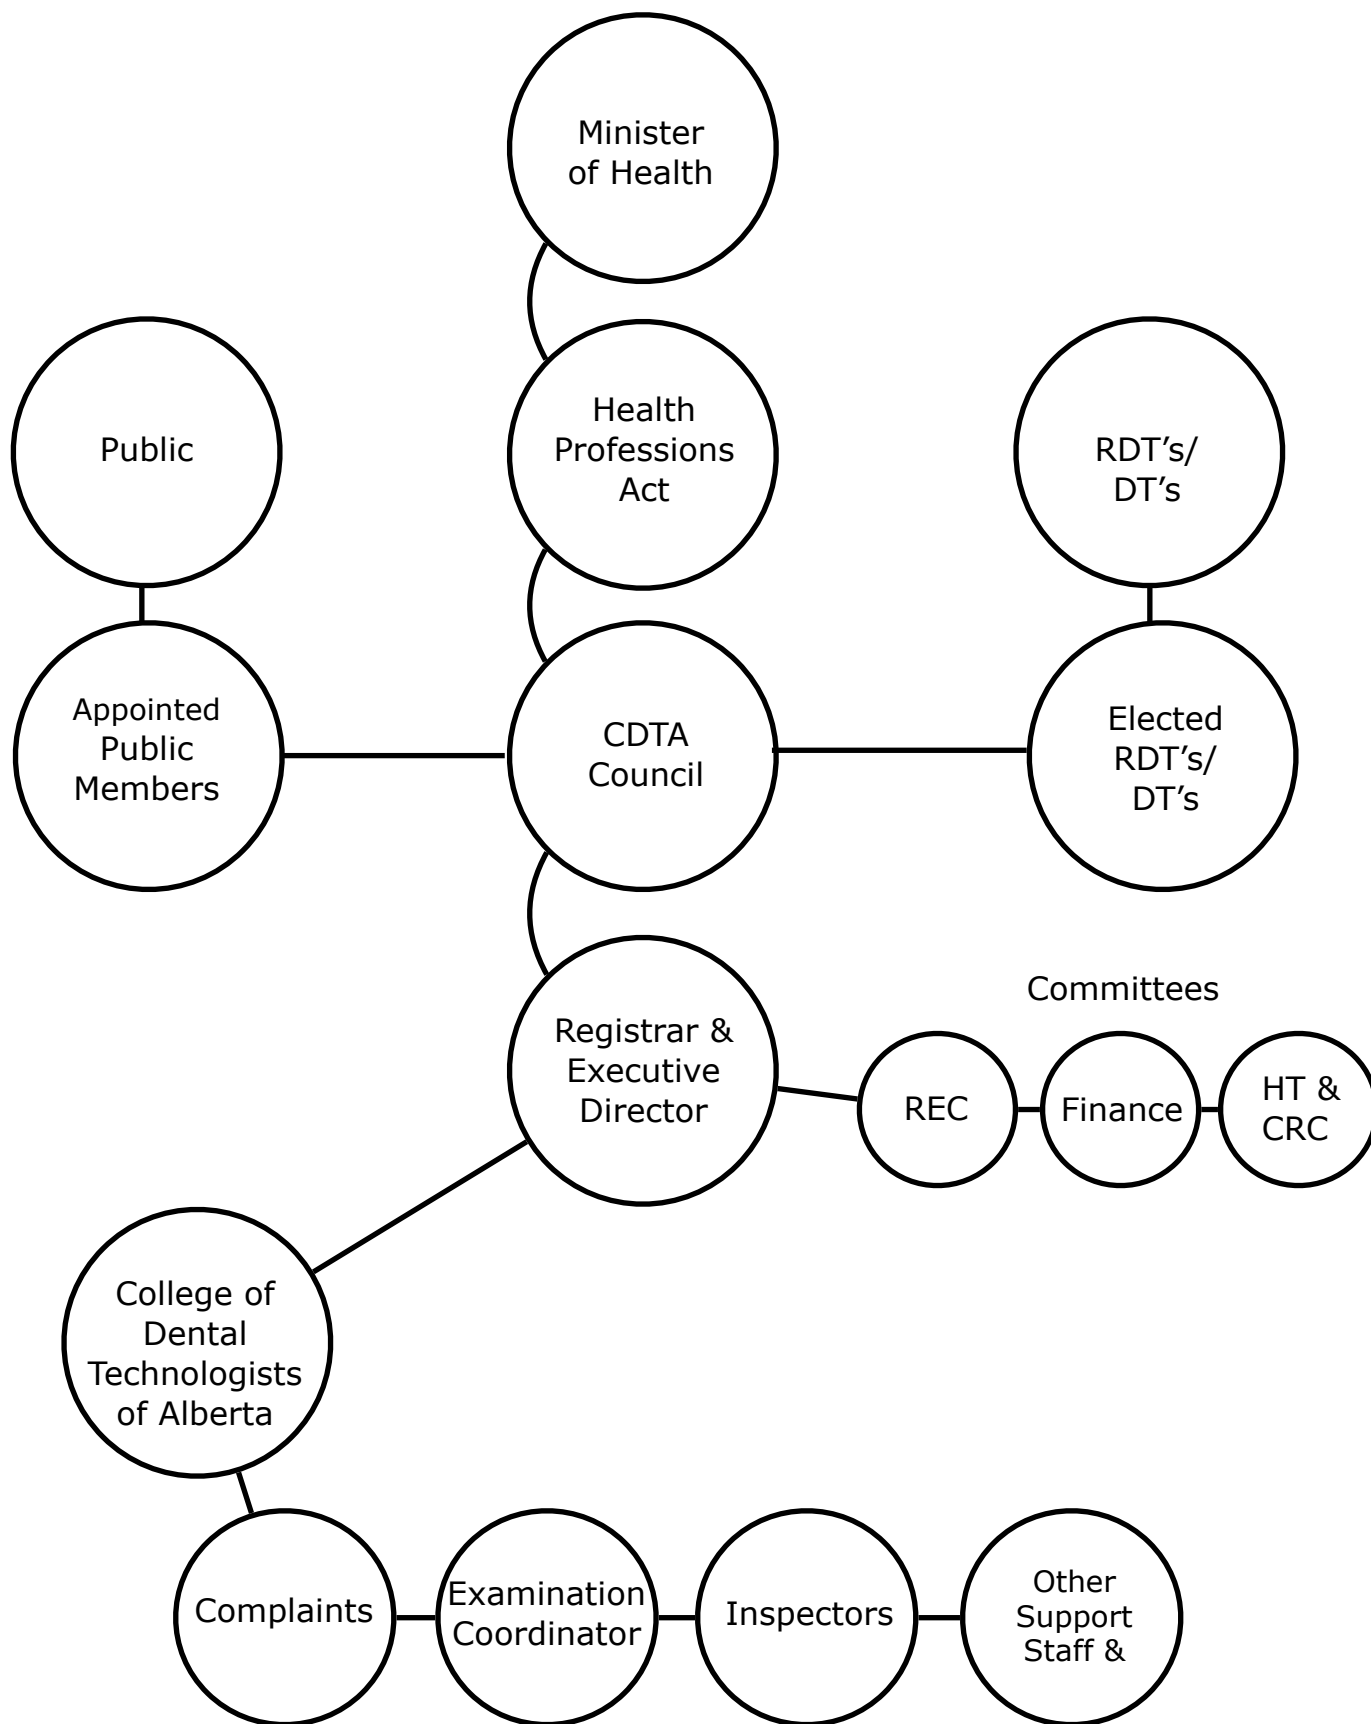 Minister
of Health
Public
Health
Professions
Act
RDT’s/
DT’s
Appointed
Public
Members
CDTA
Council
Elected
RDT’s/
DT’s
Registrar &
Executive
Director
Committees
REC
Finance
HT &
CRC
College of
Dental
Technologists
of Alberta
Complaints
Examination
Coordinator
Inspectors
Other
Support
Staff &